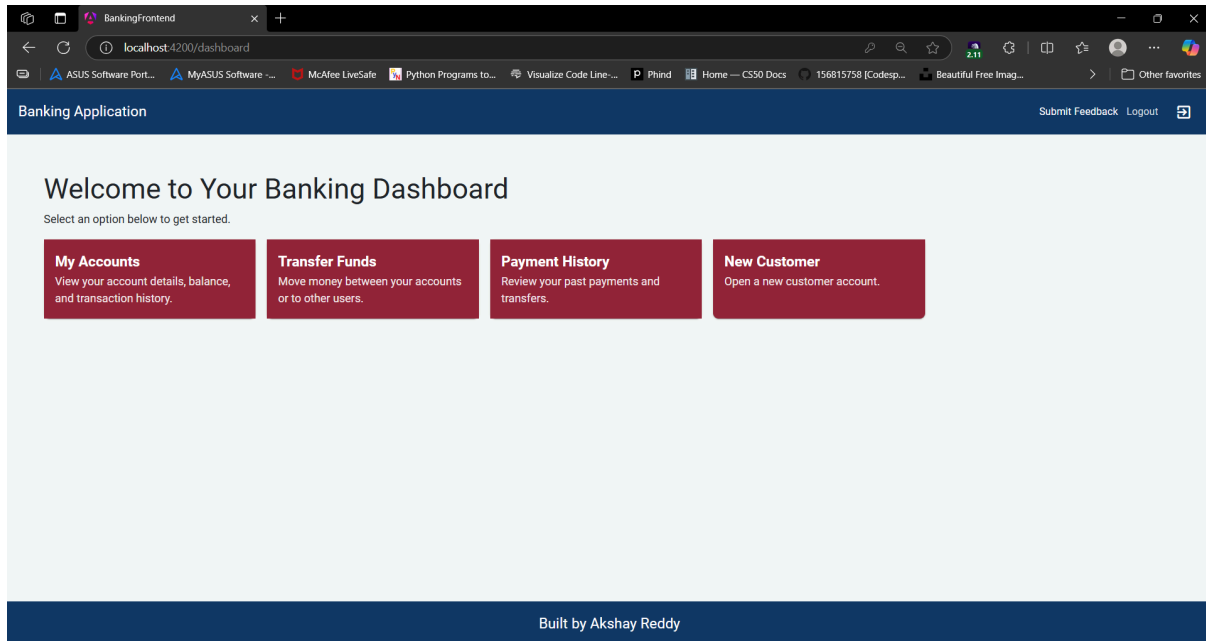 BankingFrontend
localhost:4200/dashboard
2.11
ASUS Software Port...
MyASUS Software -...
McAfee LiveSafe
Python Programs to...
Visualize Code Line-...
Phind
Home — CS50 Docs
156815758 [Codesp...
Beautiful Free Imag...
Other favorites
Banking Application
Submit Feedback
Logout
Welcome to Your Banking Dashboard
Select an option below to get started.
My Accounts
View your account details, balance,
and transaction history.
Transfer Funds
Move money between your accounts
or to other users.
Payment History
Review your past payments and
transfers.
New Customer
Open a new customer account.
Built by Akshay Reddy